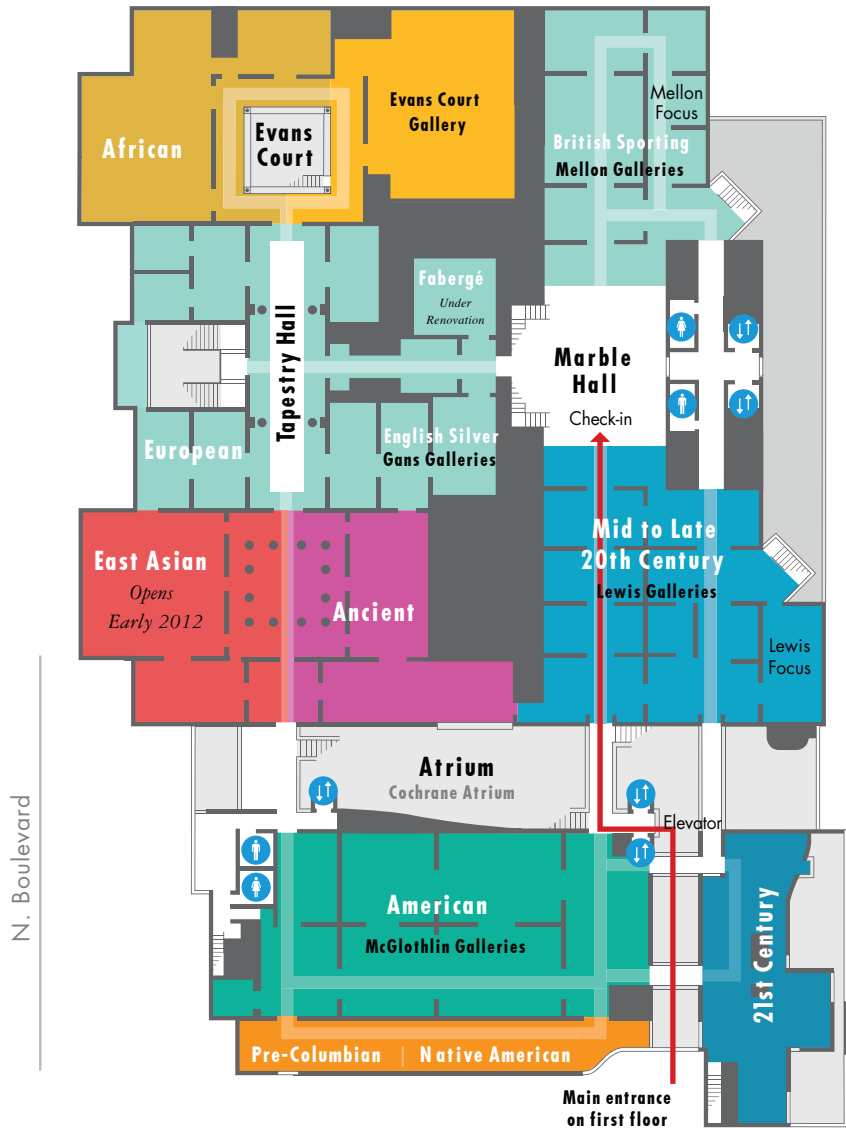 African
Evans
Court
Evans Court
Gallery
Mellon
Focus
British Sporting
Mellon Galleries
Fabergé
Under
Renovation
Tapestry Hall
Marble
Hall
Check-in
European
English Silver
Gans Galleries
East Asian
Opens
Early 2012
Ancient
Mid to Late
20th Century
Lewis Galleries
Lewis
Focus
Atrium
Cochrane Atrium
Elevator
N. Boulevard
American
McGlothlin Galleries
21st Century
Pre-Columbian | Native American
Main entrance
on first floor